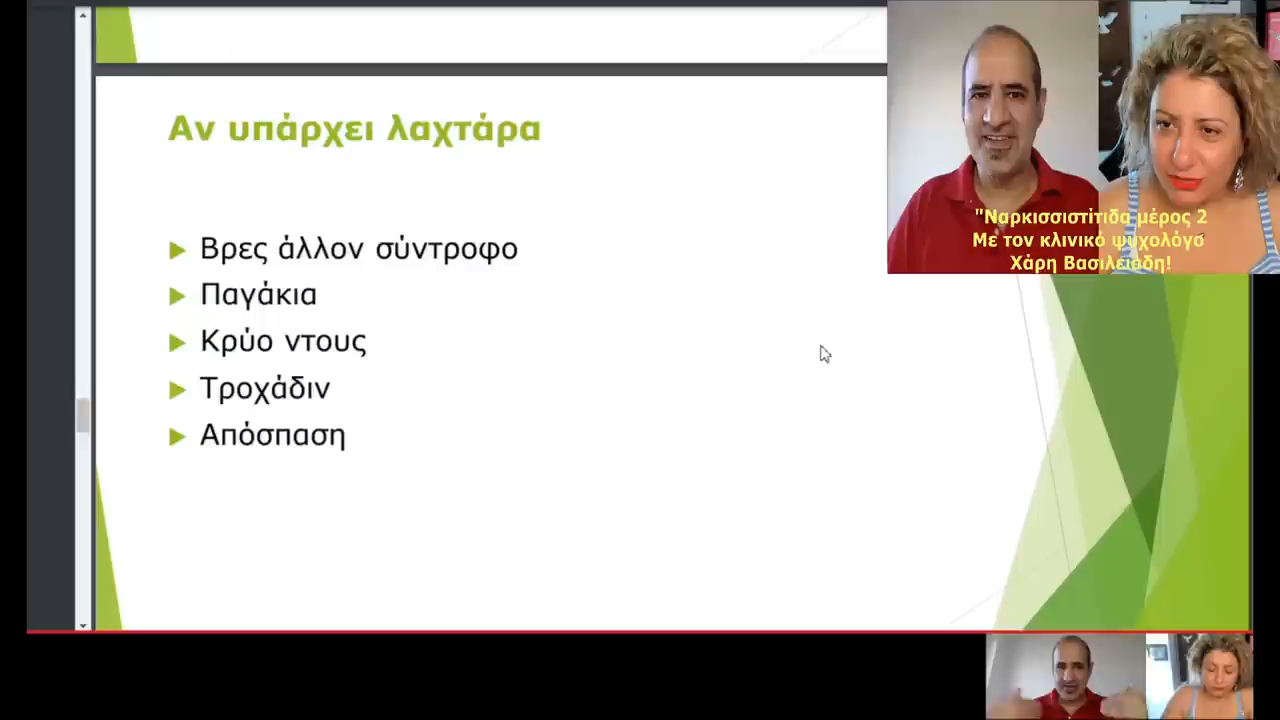 Αν υπάρχει λαχτάρα
Βρες άλλον σύντροφο
Παγάκια
Κρύο ντους
Τροχάδιν
Απόσπαση
"Ναρκισσιστίτιδα μέρος 2
Με τον κλινικό ψυχολόγο
Χάρη Βασιλειάδη!